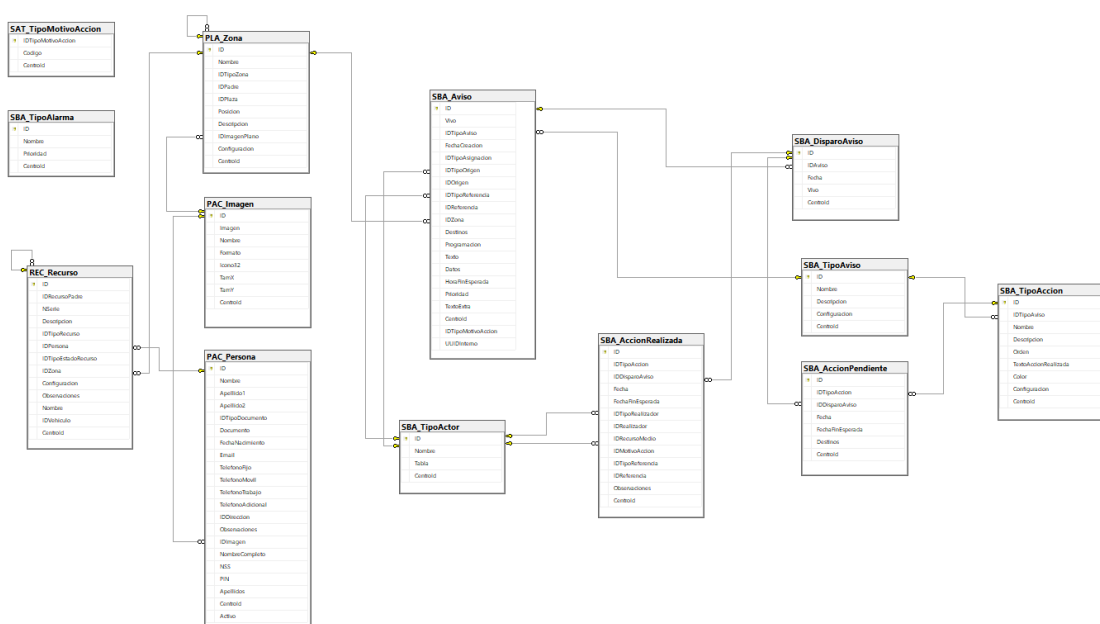 SAT_TipoMotivoAccion
IDTipoMotivoAccion
Codigo
CentroId
SBA_TipoAlarma
ID
Nombre
Prioridad
CentroId
REC_Recurso
ID
IDRecursoPadre
NSerie
Descripcion
IDTipoRecurso
IDPersona
IDTipoEstadoRecurso
IDZona
Configuracion
Observaciones
Nombre
IDVehiculo
CentroId
PLA_Zona
ID
Nombre
IDTipoZona
IDPadre
IDPlaza
Posicion
Descripcion
IDImagenPlano
Configuracion
CentroId
PAC_Imagen
ID
Imagen
Nombre
Formato
Icono32
TamX
TamY
CentroId
PAC_Persona
ID
Nombre
Apellido1
Apellido2
IDTipoDocumento
Documento
FechaNacimiento
Email
TelefonoFijo
TelefonoMovil
TelefonoTrabajo
TelefonoAdicional
IDDireccion
Observaciones
IDImagen
NombreCompleto
NSS
PIN
Apellidos
CentroId
Activo
SBA_Aviso
ID
Vivo
IDTipoAviso
FechaCreacion
IDTipoAsignacion
IDTipoOrigen
IDOrigen
IDTipoReferencia
IDReferencia
IDZona
Destinos
Programacion
Texto
Datos
HoraFinEsperada
Prioridad
TextoExtra
CentroId
IDTipoMotivoAccion
UUIDInterno
SBA_TipoActor
ID
Nombre
Tabla
CentroId
SBA_AccionRealizada
ID
IDTipoAccion
IDDisparoAviso
Fecha
FechaFinEsperada
IDTipoRealizador
IDRealizador
IDRecursoMedio
IDMotivoAccion
IDTipoReferencia
IDReferencia
Observaciones
CentroId
SBA_DisparoAviso
ID
IDAviso
Fecha
Vivo
CentroId
SBA_TipoAviso
ID
Nombre
Descripcion
Configuracion
CentroId
SBA_AccionPendiente
ID
IDTipoAccion
IDDisparoAviso
Fecha
FechaFinEsperada
Destinos
CentroId
SBA_TipoAccion
ID
IDTipoAviso
Nombre
Descripcion
Orden
TextoAccionRealizada
Color
Configuracion
CentroId